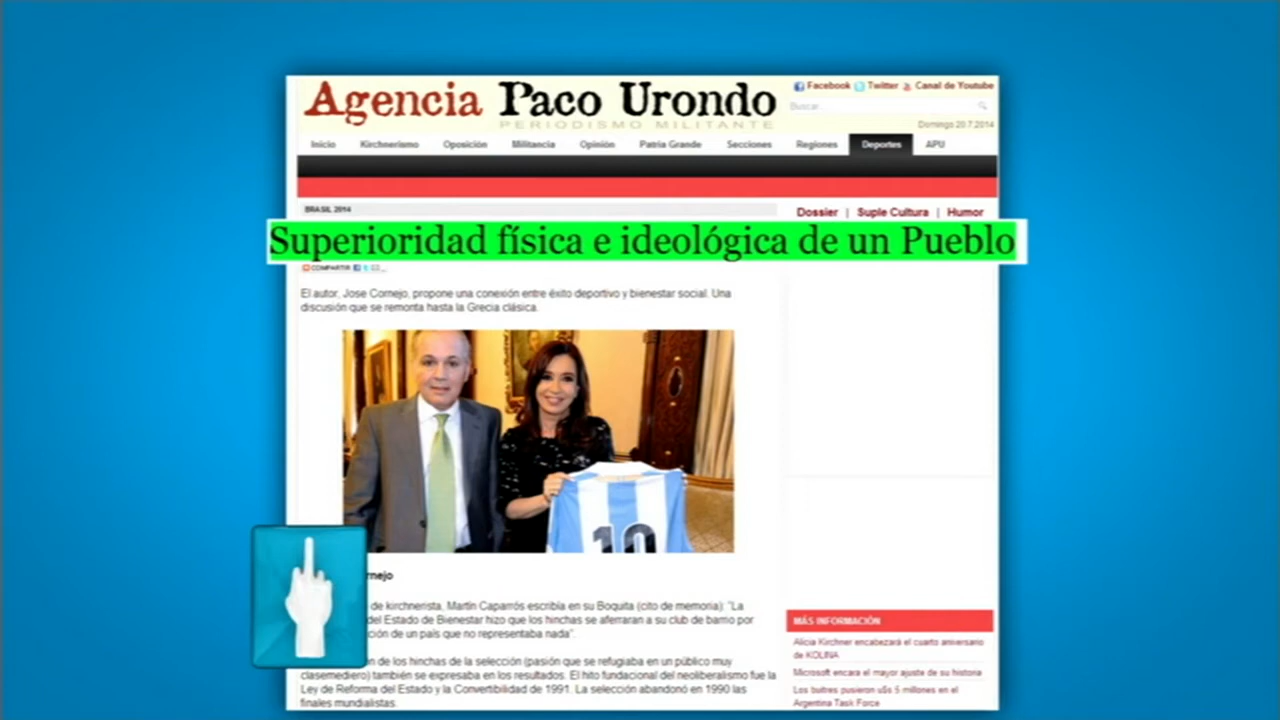 Agencia Paco Urondo
PERIODISMO MILITANTE
Facebook Twitter Canal de Youtube
Buscar...
Domingo 20.7.2014
Inicio Kirchnerismo Oposición Militancia Opinión Patria Grande Secciones Regiones Deportes APU
BRASIL 2014
Dossier | Suple Cultura | Humor
Superioridad física e ideológica de un Pueblo
COMPARTIR
El autor, Jose Cornejo, propone una conexión entre éxito deportivo y bienestar social. Una
discusión que se remonta hasta la Grecia clásica.
10
rnejo
de kirchnerista, Martín Caparrós escribía en su Boquita (cito de memoria): "La
del Estado de Bienestar hizo que los hinchas se aferraran a su club de barrio por
ción de un país que no representaba nada".
n de los hinchas de la selección (pasión que se refugiaba en un público muy
clasemediero) también se expresaba en los resultados. El hito fundacional del neoliberalismo fue la
Ley de Reforma del Estado y la Convertibilidad de 1991. La selección abandonó en 1990 las
finales mundialistas.
MÁS INFORMACIÓN
Alicia Kirchner encabezará el cuarto aniversario
de KOLINA
Microsoft encara el mayor ajuste de su historia
Los buitres pusieron u$s 5 millones en el
Argentina Task Force